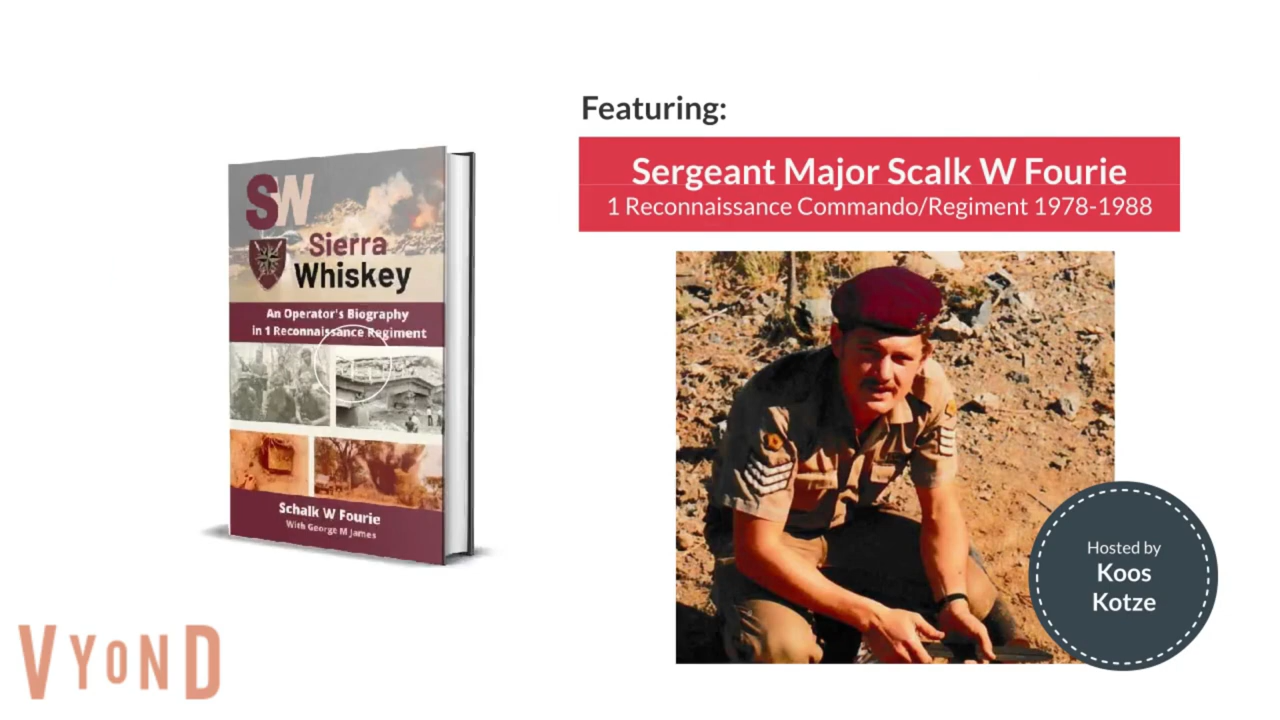 Featuring:
Sergeant Major Scalk W Fourie
1 Reconnaissance Commando/Regiment 1978-1988
SW
Sierra
Whiskey
An Operator's Biography
in 1 Reconnaissance Regiment
Schalk W Fourie
With George M James
Hosted by
Koos
Kotze
VYOND